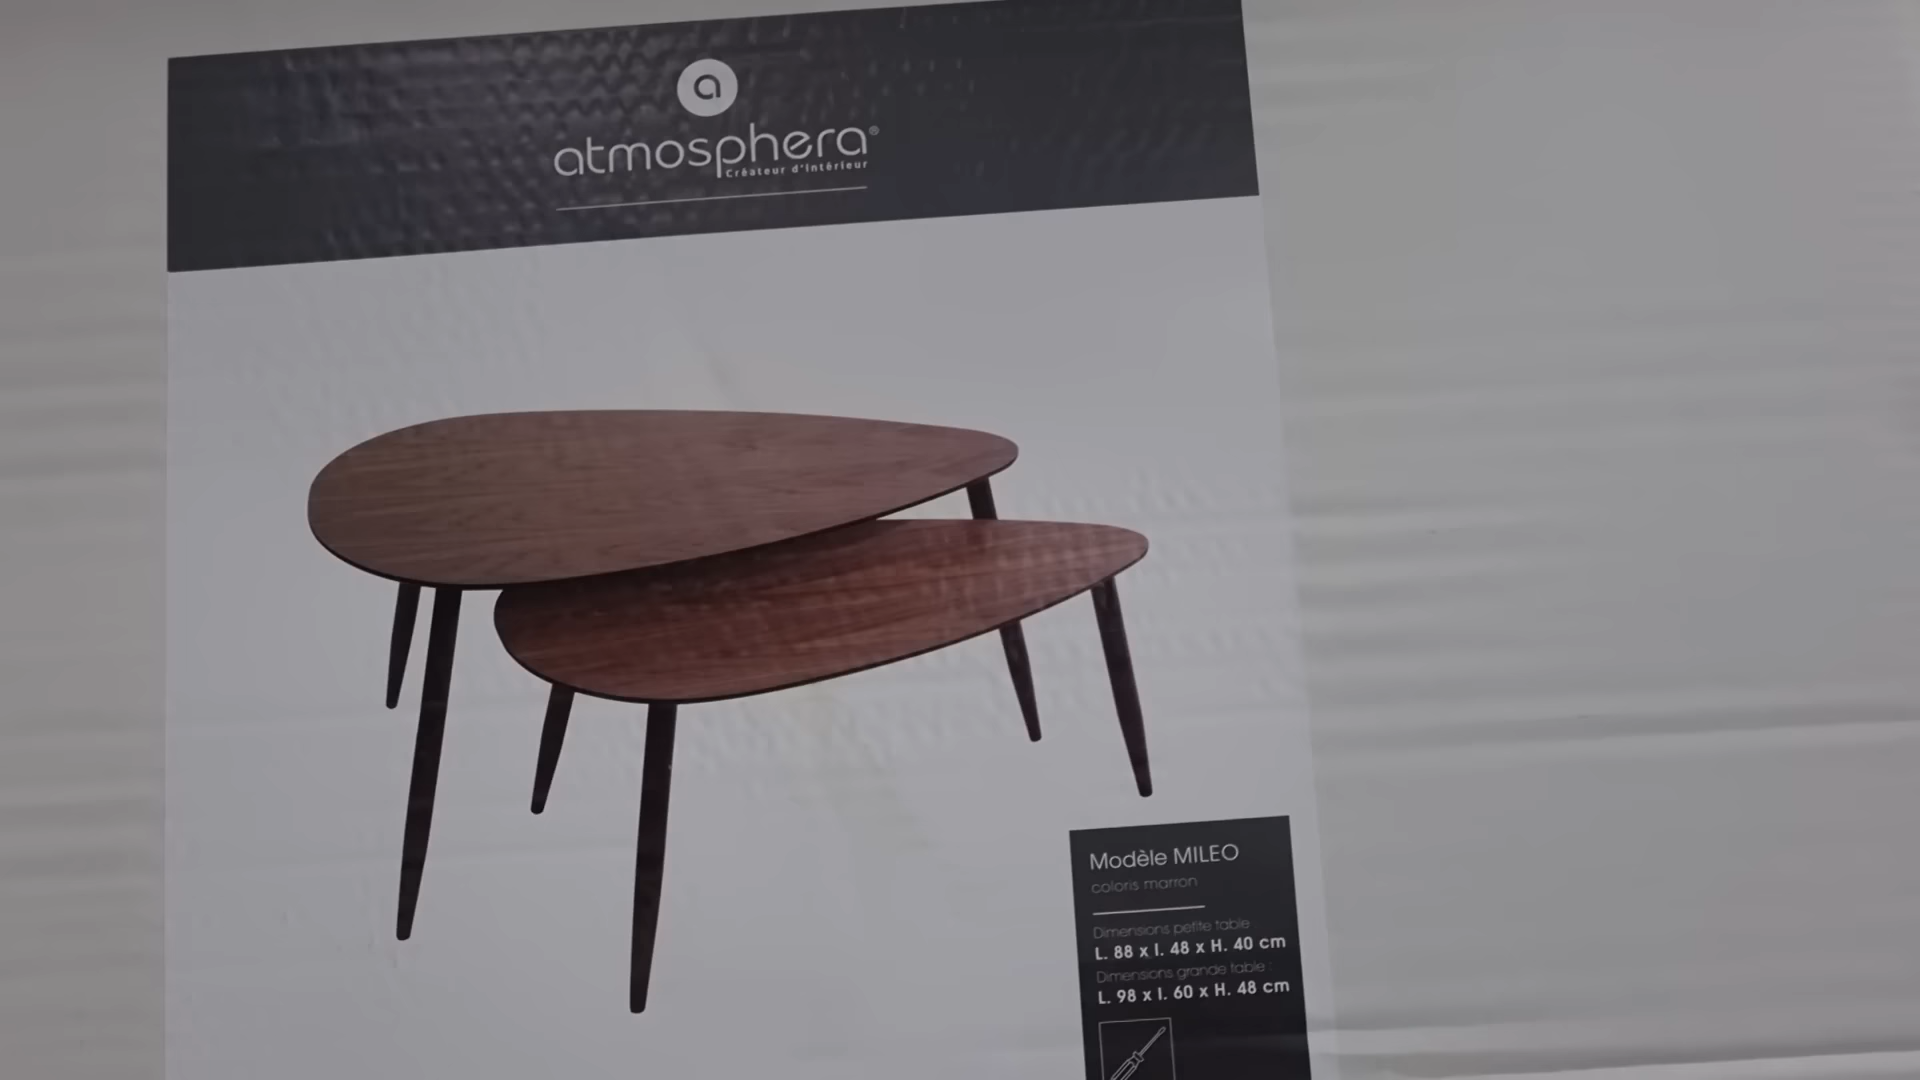 a
atmosphera®
Créateur d'intérieur
Modèle MILEO
coloris marron
Dimensions petite table
L. 88 x l. 48 x H. 40 cm
Dimensions grande table :
L. 98 x l. 60 x H. 48 cm